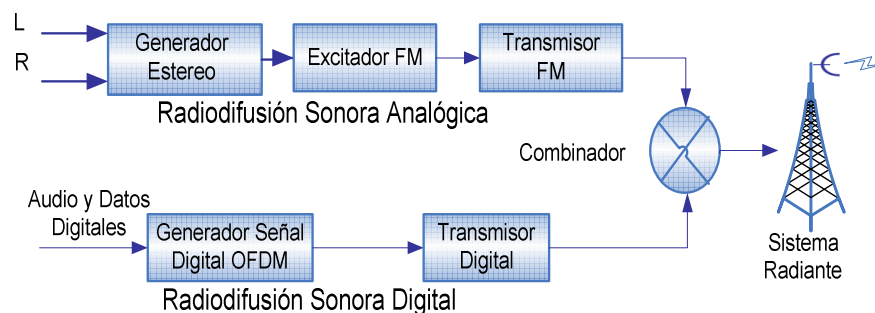 L
R
Generador
Estereo
Excitador FM
Transmisor
FM
Radiodifusión Sonora Analógica
Combinador
Audio y Datos
Digitales
Generador Señal
Digital OFDM
Transmisor
Digital
Radiodifusión Sonora Digital
Sistema
Radiante